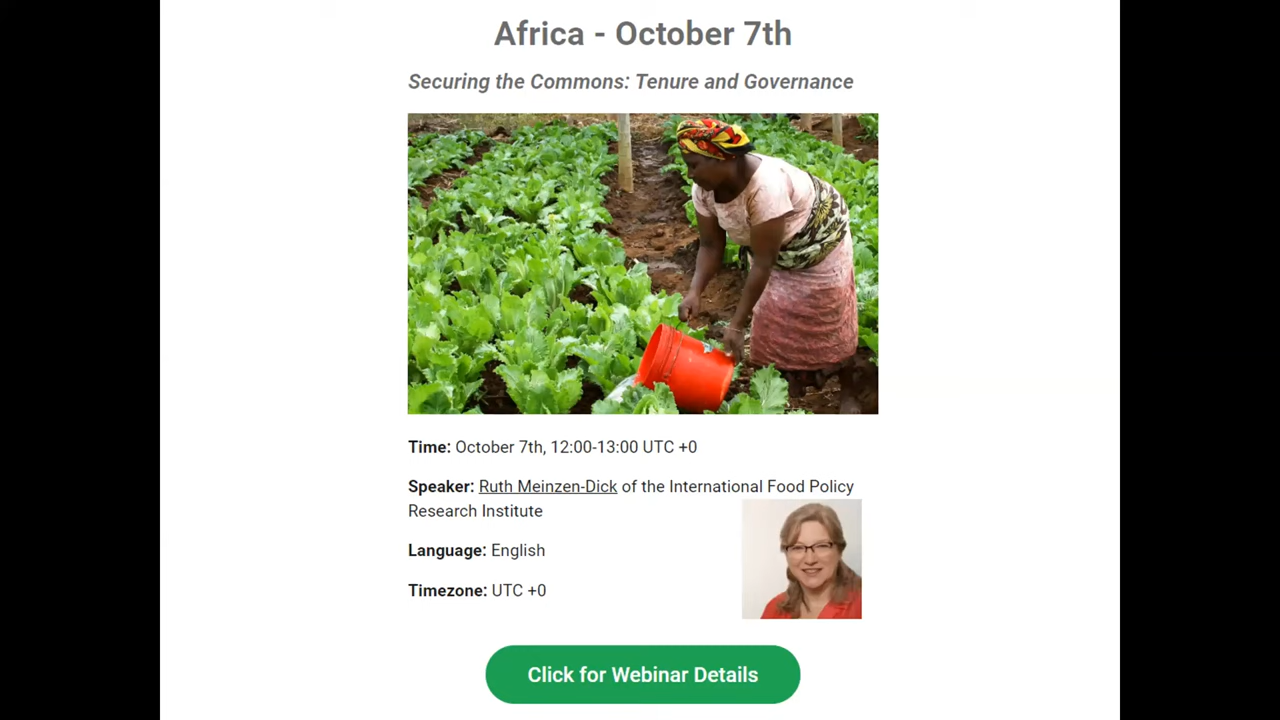 Africa - October 7th
Securing the Commons: Tenure and Governance
Time: October 7th, 12:00-13:00 UTC +0
Speaker: Ruth Meinzen-Dick of the International Food Policy
Research Institute
Language: English
Timezone: UTC +0
Click for Webinar Details